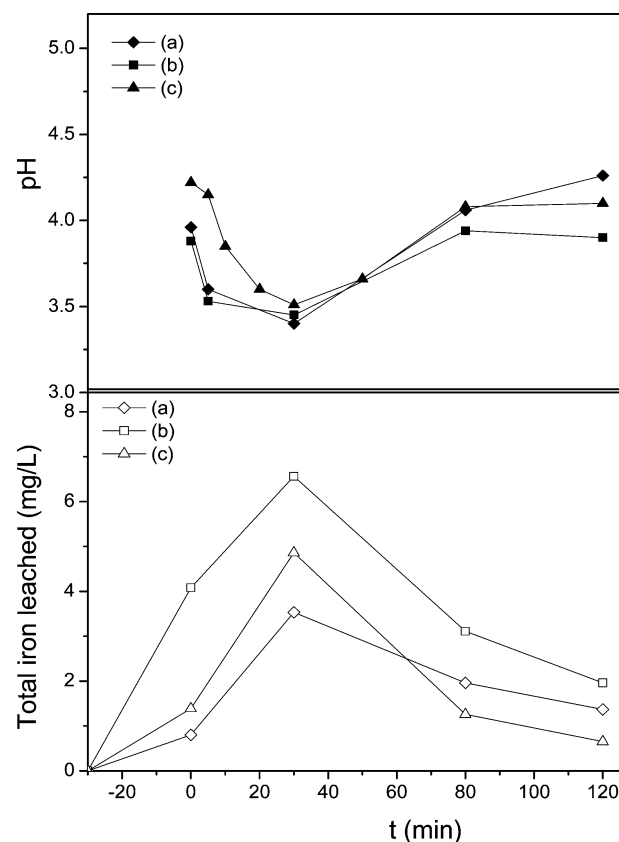 5.0
(a)
(b)
(c)
4.5
pH
4.0
3.5
3.0
8
(a)
(b)
(c)
6
Total iron leached (mg/L)
4
2
0
-20 0 20 40 60 80 100 120
t (min)